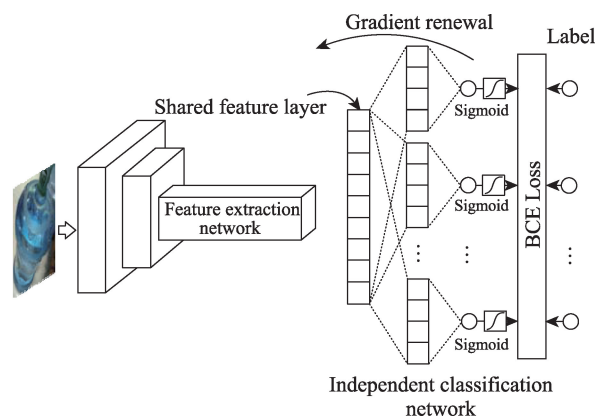 Gradient renewal
Label
Shared feature layer
Sigmoid
Feature extraction
network
Sigmoid
BCE Loss
...
...
...
Sigmoid
Independent classification
network